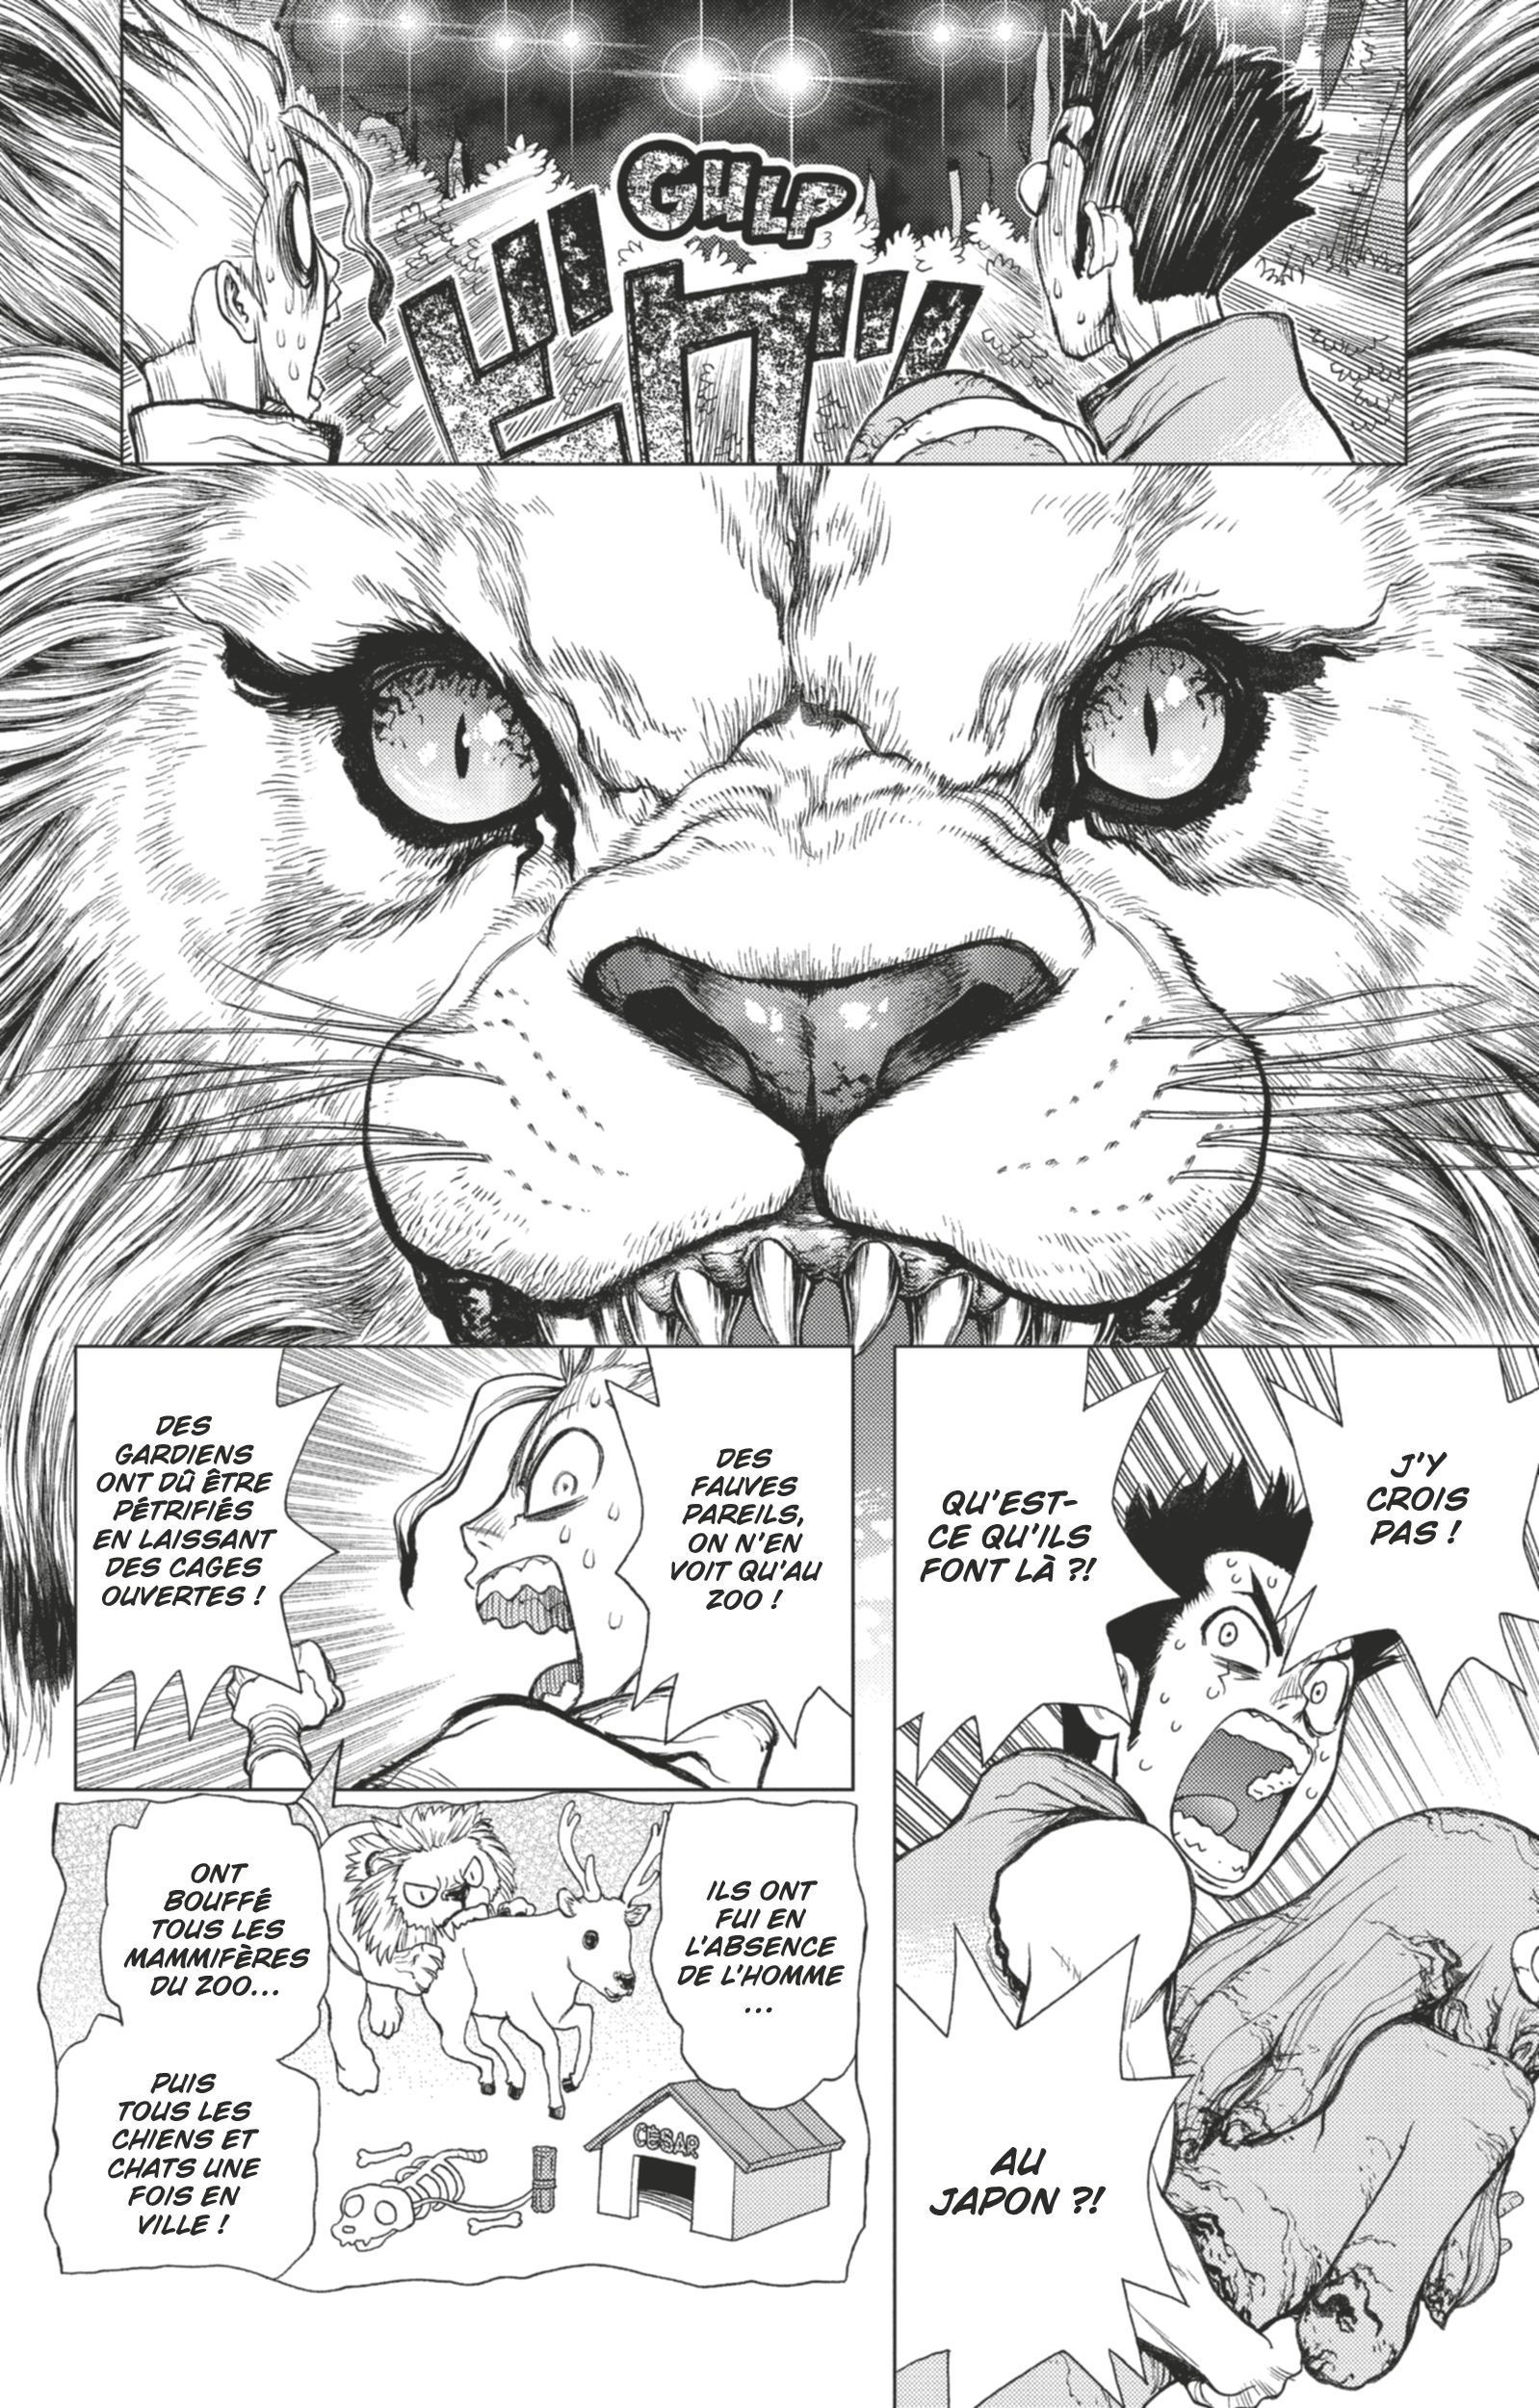 GULP
ビクッ
J'Y
CROIS
PAS !
QU'EST-
CE QU'ILS
FONT LÀ ?!
AU
JAPON ?!
DES
FAUVES
PAREILS,
ON N'EN
VOIT QU'AU
ZOO !
DES
GARDIENS
ONT DÛ ÊTRE
PÉTRIFIÉS
EN LAISSANT
DES CAGES
OUVERTES !
ILS ONT
FUI EN
L'ABSENCE
DE L'HOMME
...
ONT
BOUFFÉ
TOUS LES
MAMMIFÈRES
DU ZOO...
PUIS
TOUS LES
CHIENS ET
CHATS UNE
FOIS EN
VILLE !
CÉSAR